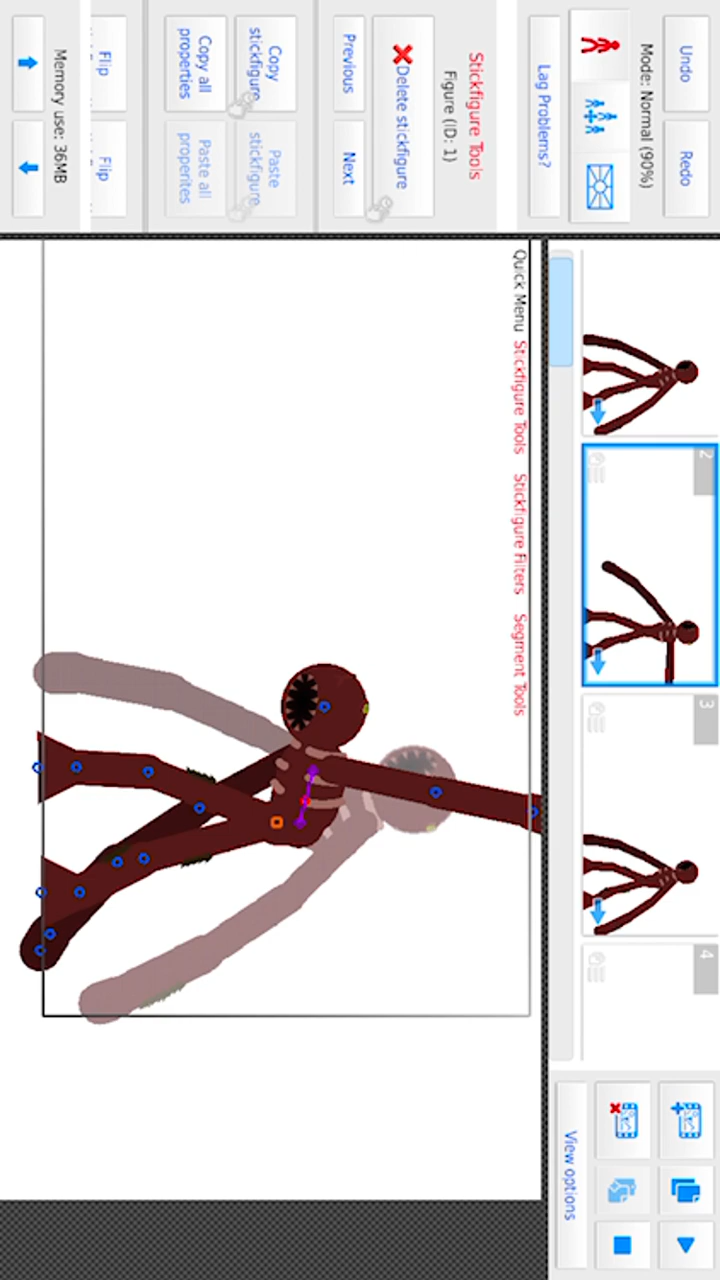 Undo
Redo
Mode: Normal (90%)
Lag Problems?
Stickfigure Tools
Figure (ID: 1)
Delete stickfigure
Previous
Next
Copy stickfigure
Paste stickfigure
Copy all properties
Paste all properites
Flip
Flip
Memory use: 36MB
2
3
4
Quick Menu
Stickfigure Tools
Stickfigure Filters
Segment Tools
View options